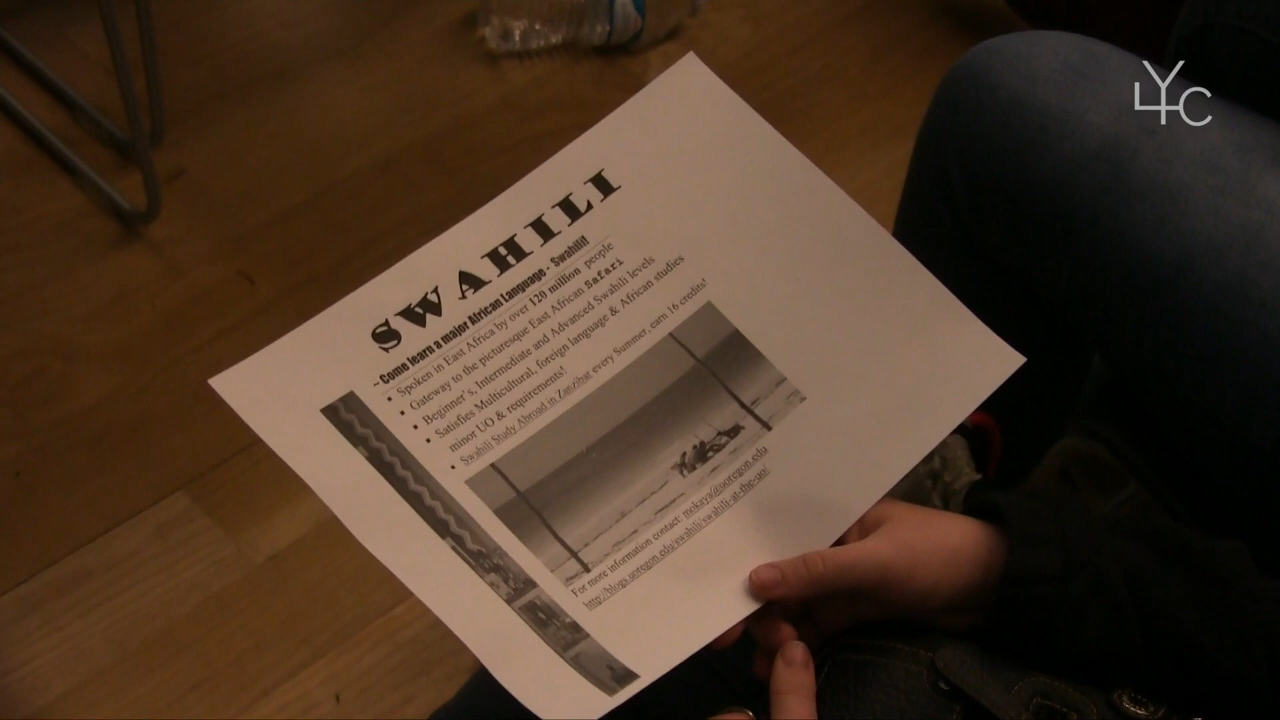 LYC
SWAHILI
~ Come learn a major African Language - Swahili!
▪ Spoken in East Africa by over 120 million people
▪ Gateway to the picturesque East African Safari
▪ Beginner's, Intermediate and Advanced Swahili levels
▪ Satisfies Multicultural, foreign language & African studies
minor UO & requirements!
▪ Swahili Study Abroad in Zanzibar every Summer, earn 16 credits!
For more information contact: mokaya@uoregon.edu
http://blogs.uoregon.edu/swahili/swahili-at-the-uo/